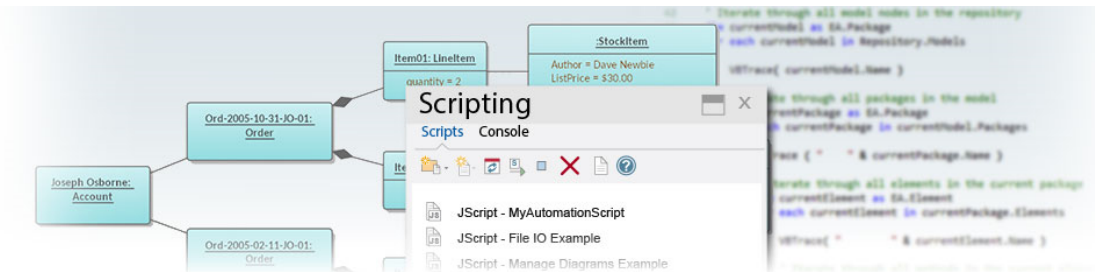 Joseph Osborne:
Account
Ord-2005-10-31-JO-01:
Order
Ord-2005-02-11-JO-01:
Item01: LineItem
quantity = 2
Ite
:StockItem
Author = Dave Newbie
ListPrice = $30.00
Scripting
Scripts Console
JScript - MyAutomationScript
JScript - File IO Example
JScript - Manage Diagrams Example
Iterate through all model nodes in the repository
currentModel as EA.Package
each currentModel in Repository.Models
VBTrace( currentModel.Name )
through all packages in the model
currentPackage as EA.Package
currentPackage in currentModel.Packages
" & currentPackage.Name )
through all elements in the current package
currentElement as EA.Element
each currentElement in currentPackage.Elements
VBTrace( " " & currentElement.Name )